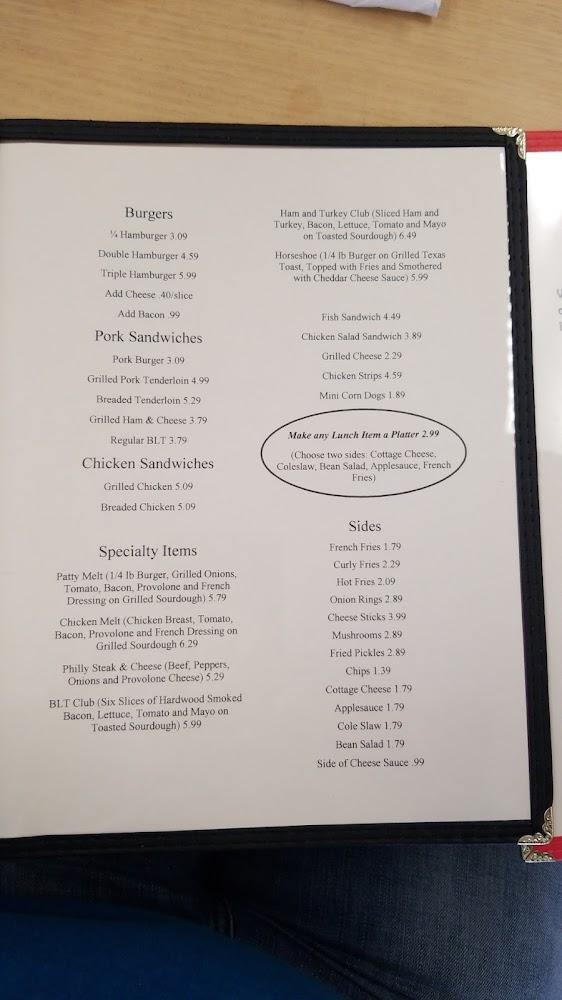 Burgers
¼ Hamburger 3.09
Double Hamburger 4.59
Triple Hamburger 5.99
Add Cheese .40/slice
Add Bacon .99
Pork Sandwiches
Pork Burger 3.09
Grilled Pork Tenderloin 4.99
Breaded Tenderloin 5.29
Grilled Ham & Cheese 3.79
Regular BLT 3.79
Chicken Sandwiches
Grilled Chicken 5.09
Breaded Chicken 5.09
Specialty Items
Patty Melt (1/4 lb Burger, Grilled Onions,
Tomato, Bacon, Provolone and French
Dressing on Grilled Sourdough) 5.79
Chicken Melt (Chicken Breast, Tomato,
Bacon, Provolone and French Dressing on
Grilled Sourdough 6.29
Philly Steak & Cheese (Beef, Peppers,
Onions and Provolone Cheese) 5.29
BLT Club (Six Slices of Hardwood Smoked
Bacon, Lettuce, Tomato and Mayo on
Toasted Sourdough) 5.99
Ham and Turkey Club (Sliced Ham and
Turkey, Bacon, Lettuce, Tomato and Mayo
on Toasted Sourdough) 6.49
Horseshoe (1/4 lb Burger on Grilled Texas
Toast, Topped with Fries and Smothered
with Cheddar Cheese Sauce) 5.99
Fish Sandwich 4.49
Chicken Salad Sandwich 3.89
Grilled Cheese 2.29
Chicken Strips 4.59
Mini Corn Dogs 1.89
Make any Lunch Item a Platter 2.99
(Choose two sides: Cottage Cheese,
Coleslaw, Bean Salad, Applesauce, French
Fries)
Sides
French Fries 1.79
Curly Fries 2.29
Hot Fries 2.09
Onion Rings 2.89
Cheese Sticks 3.99
Mushrooms 2.89
Fried Pickles 2.89
Chips 1.39
Cottage Cheese 1.79
Applesauce 1.79
Cole Slaw 1.79
Bean Salad 1.79
Side of Cheese Sauce .99